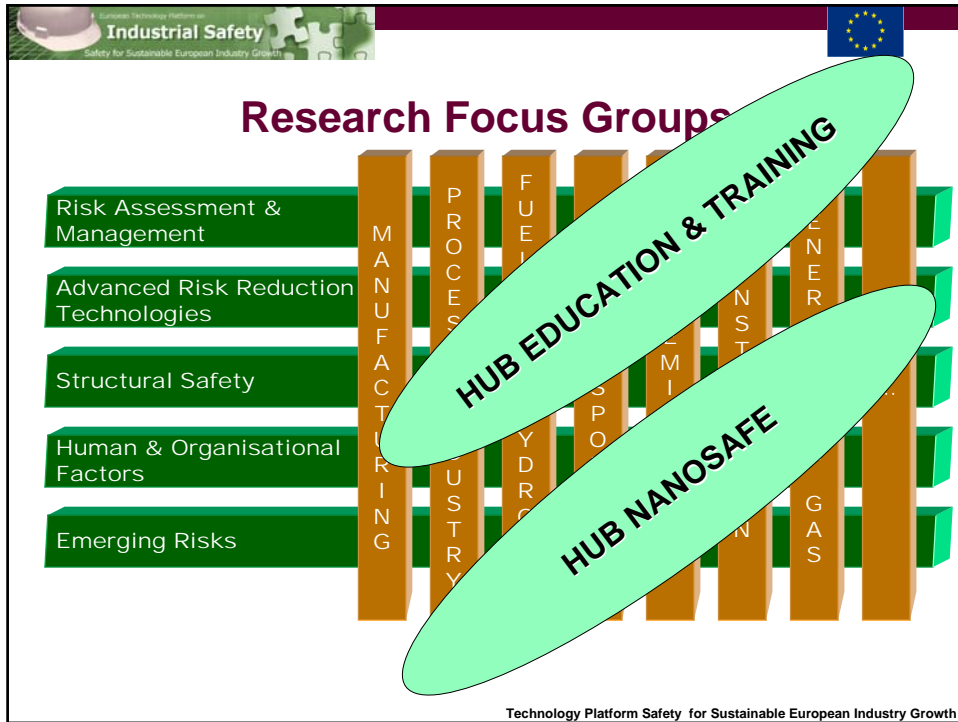 European Technology Platform on
Industrial Safety
Safety for Sustainable European Industry Growth
Research Focus Groups
Risk Assessment &
Management
Advanced Risk Reduction
Technologies
Structural Safety
Human & Organisational
Factors
Emerging Risks
MANUFACTURING
GAS
HUB EDUCATION & TRAINING
HUB NANOSAFE
Technology Platform Safety for Sustainable European Industry Growth